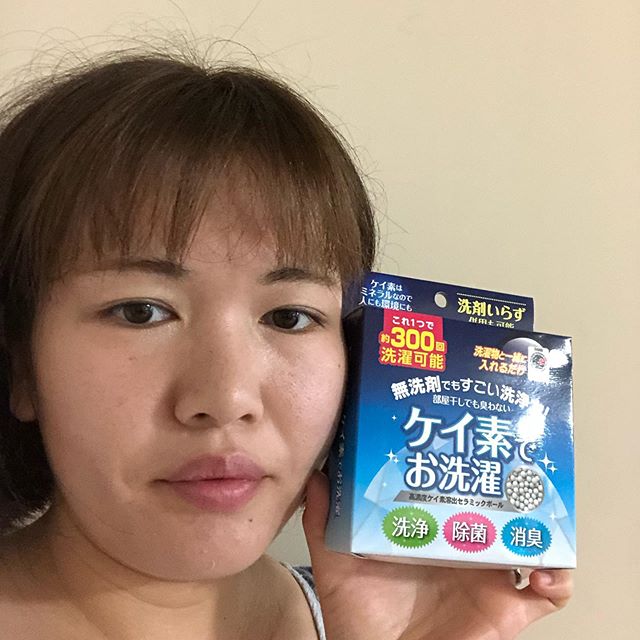 ケイ素は
ミネラルなので
人にも環境にも
洗剤いらず
併用も可能
これ1つで
約300回
洗濯可能
洗濯物と一緒に
入れるだけ
無洗剤でもすごい洗浄
部屋干しでも臭わない
ケイ素で
お洗濯
高濃度ケイ素溶出セラミックボール
洗浄
除菌
消臭